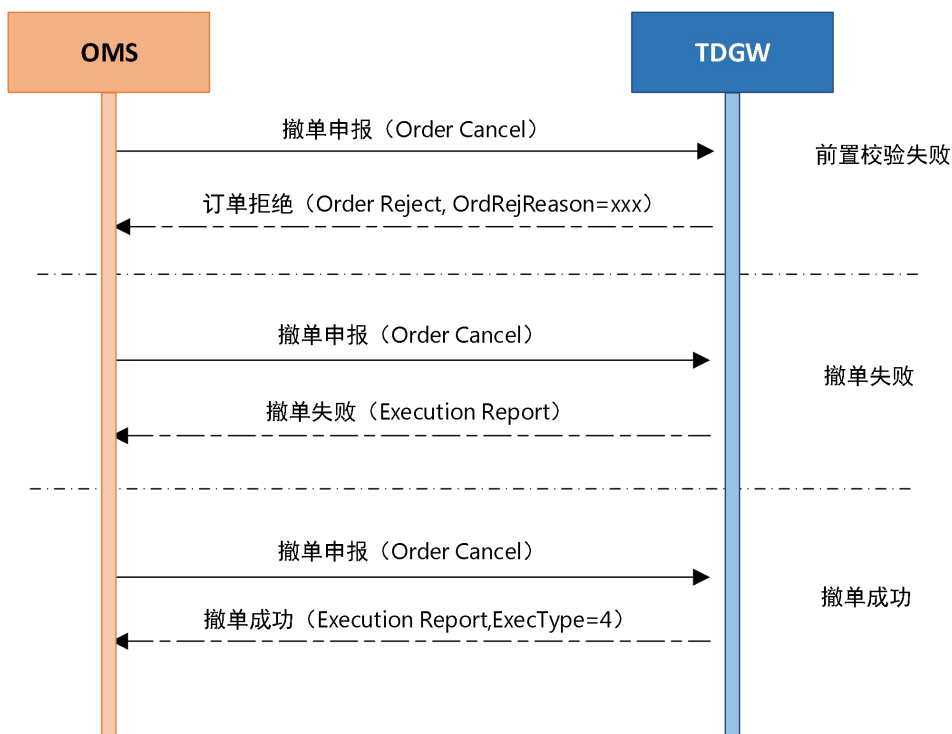 OMS
TDGW
撤单申报（Order Cancel）
前置校验失败
订单拒绝（Order Reject, OrdRejReason=xxx）
撤单申报（Order Cancel）
撤单失败
撤单失败（Execution Report）
撤单申报（Order Cancel）
撤单成功
撤单成功（Execution Report,ExecType=4）